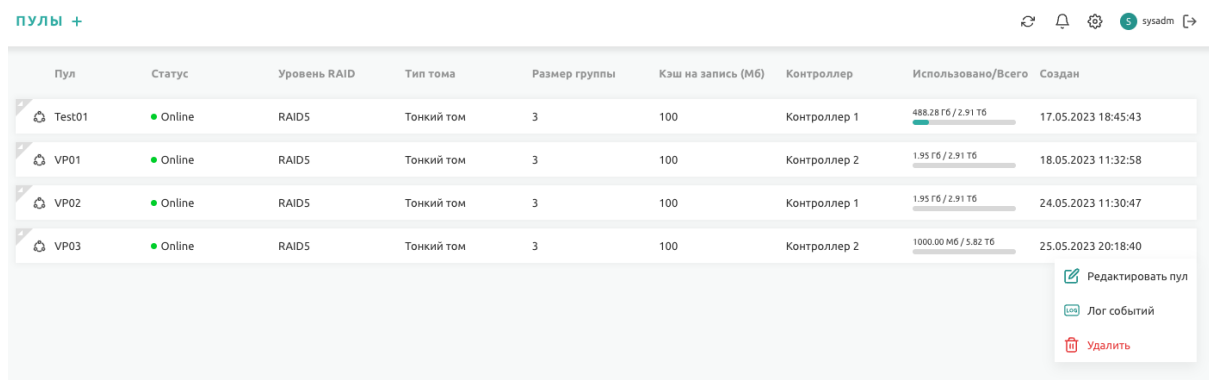 ПУЛЫ +
S sysadm
Пул Статус Уровень RAID Тип тома Размер группы Кэш на запись (Мб) Контроллер Использовано/Всего Создан
Test01 Online RAID5 Тонкий том 3 100 Контроллер 1 488.28 Гб / 2.91 Тб 17.05.2023 18:45:43
VP01 Online RAID5 Тонкий том 3 100 Контроллер 2 1.95 Гб / 2.91 Тб 18.05.2023 11:32:58
VP02 Online RAID5 Тонкий том 3 100 Контроллер 1 1.95 Гб / 2.91 Тб 24.05.2023 11:30:47
VP03 Online RAID5 Тонкий том 3 100 Контроллер 2 1000.00 Мб / 5.82 Тб 25.05.2023 20:18:40
Редактировать пул
LOG Лог событий
Удалить